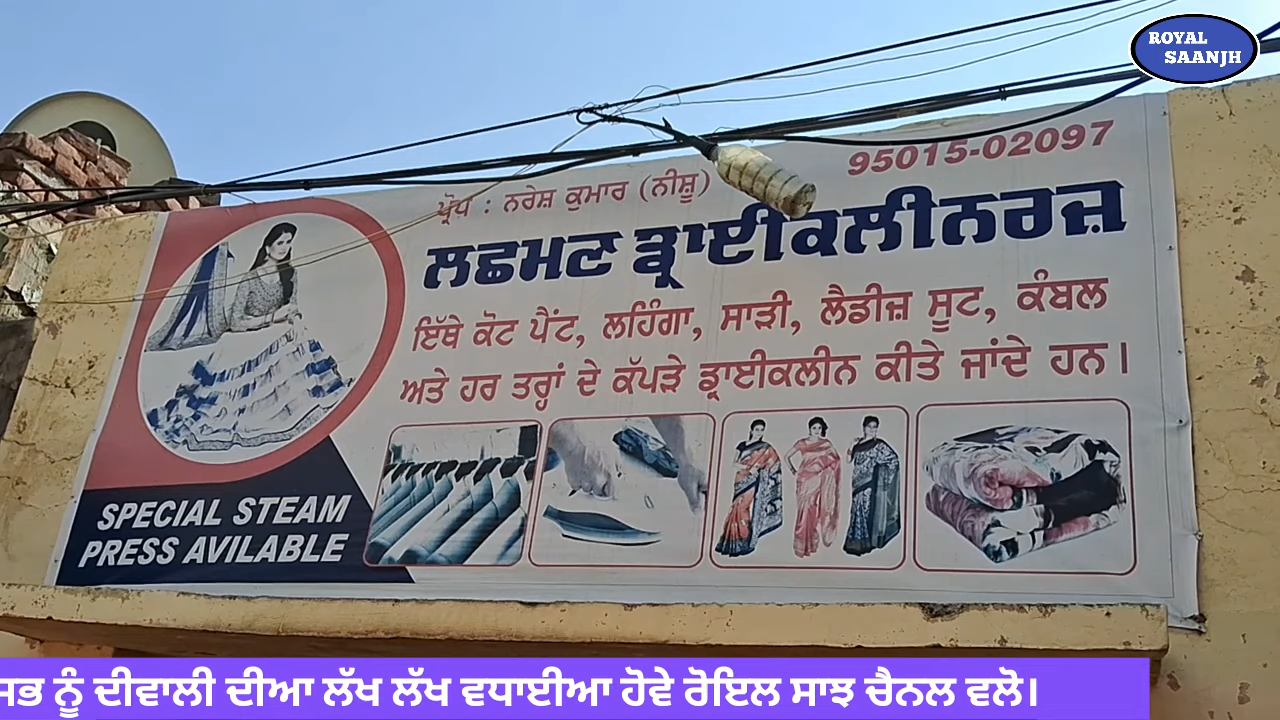 ROYAL
SAANJH
95015-02097
ਪ੍ਰੋਪ : ਨਰੇਸ਼ ਕੁਮਾਰ (ਨੀਸ਼ੂ)
ਲਛਮਣ ਡ੍ਰਾਈਕਲੀਨਰਜ਼
ਇੱਥੇ ਕੋਟ ਪੈਂਟ, ਲਹਿੰਗਾ, ਸਾੜੀ, ਲੈਡੀਜ਼ ਸੂਟ, ਕੰਬਲ
ਅਤੇ ਹਰ ਤਰ੍ਹਾਂ ਦੇ ਕੱਪੜੇ ਡ੍ਰਾਈਕਲੀਨ ਕੀਤੇ ਜਾਂਦੇ ਹਨ।
SPECIAL STEAM
PRESS AVILABLE
ਸਭ ਨੂੰ ਦੀਵਾਲੀ ਦੀਆ ਲੱਖ ਲੱਖ ਵਧਾਈਆ ਹੋਵੇ ਰੋਇਲ ਸਾਝ ਚੈਨਲ ਵਲੋ।